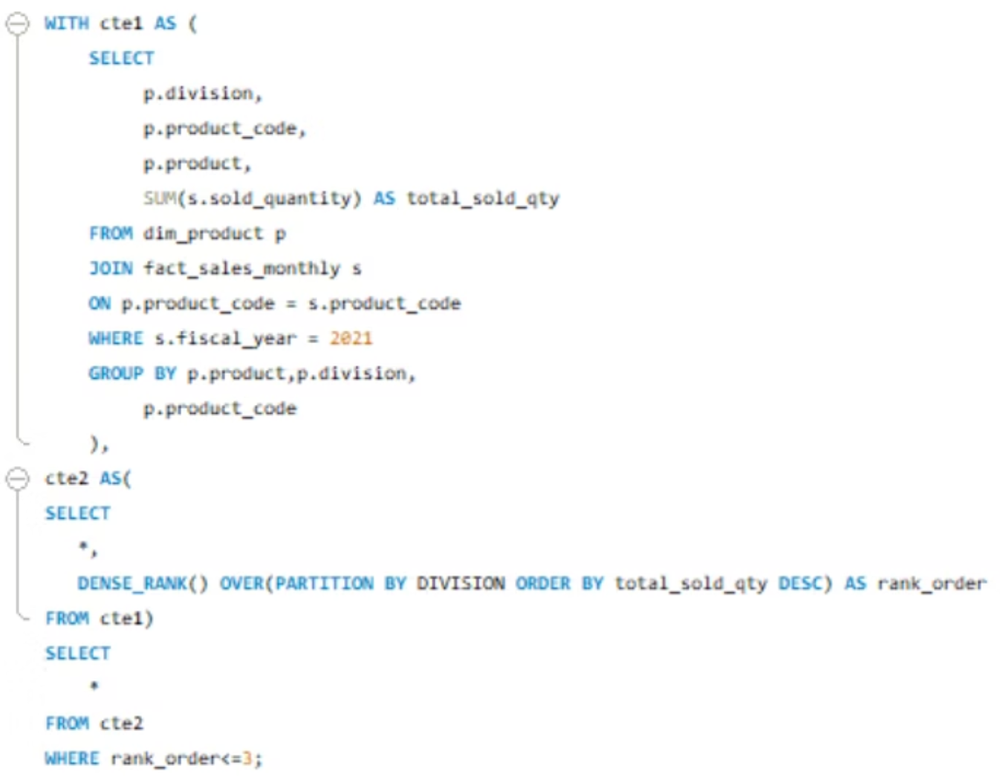 WITH cte1 AS (
SELECT
p.division,
p.product_code,
p.product,
SUM(s.sold_quantity) AS total_sold_qty
FROM dim_product p
JOIN fact_sales_monthly s
ON p.product_code = s.product_code
WHERE s.fiscal_year = 2021
GROUP BY p.product,p.division,
p.product_code
),
cte2 AS(
SELECT
*,
DENSE_RANK() OVER(PARTITION BY DIVISION ORDER BY total_sold_qty DESC) AS rank_order
FROM cte1)
SELECT
*
FROM cte2
WHERE rank_order<=3;